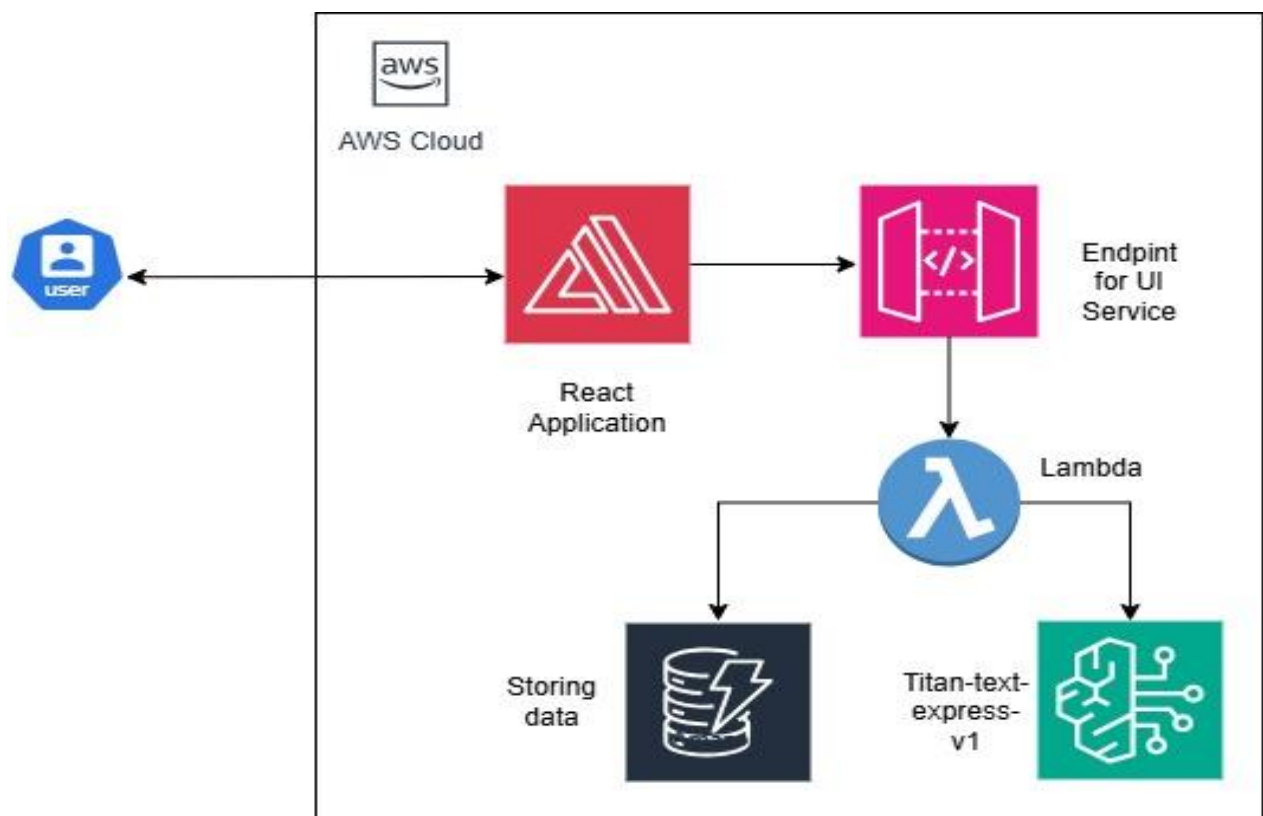 aws
AWS Cloud
user
React
Application
</>
Endpint
for UI
Service
Lambda
Storing
data
Titan-text-
express-
v1